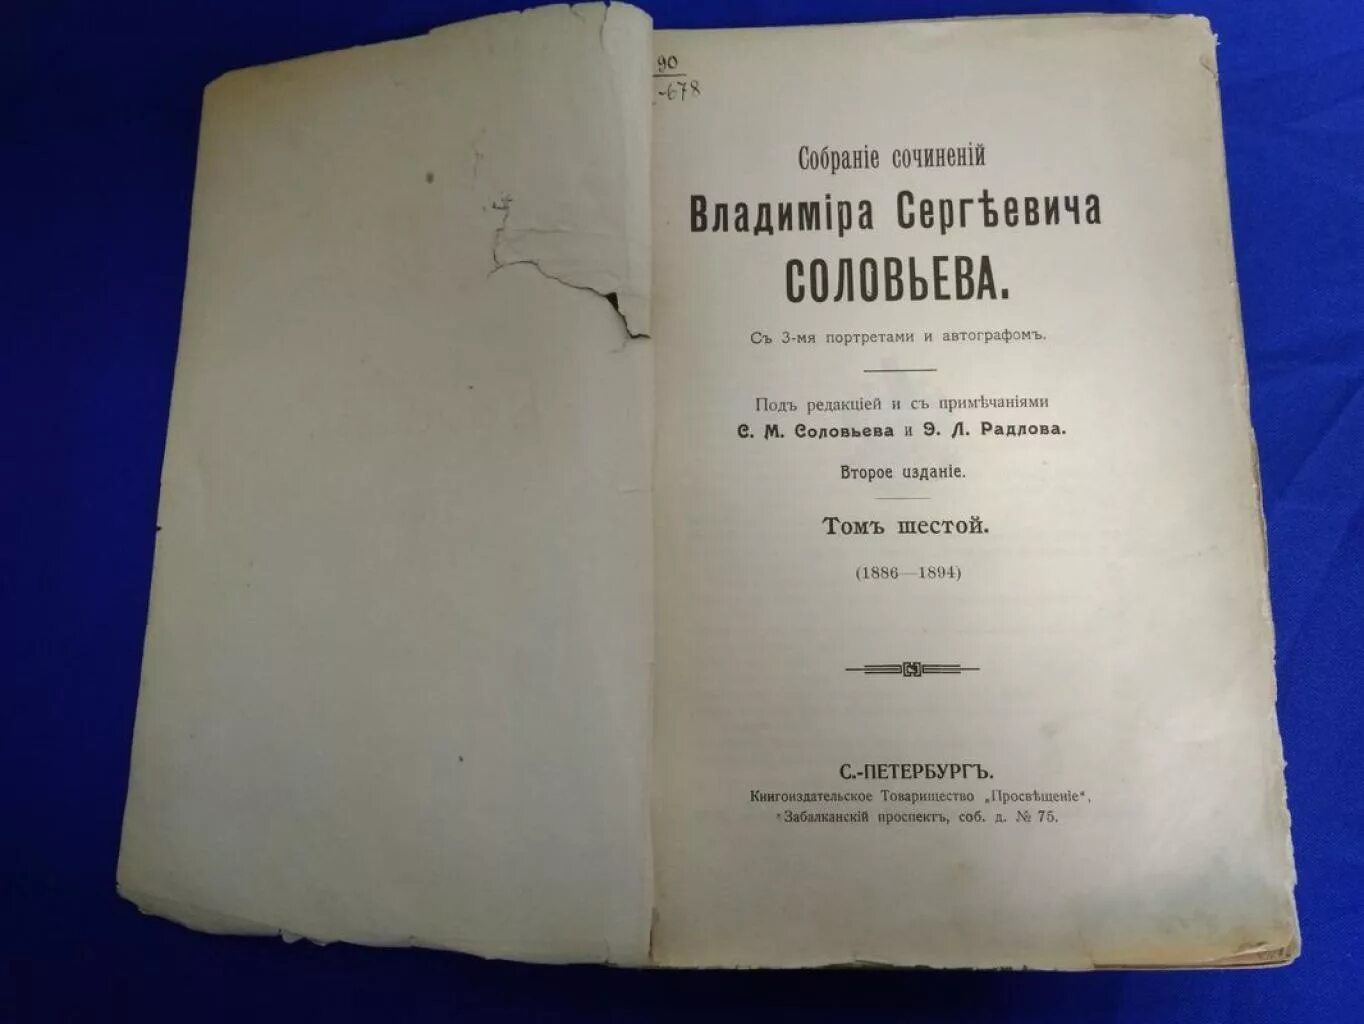 90
-678
Собраніе сочиненій
Владиміра Сергѣевича
СОЛОВЬЕВА.
Съ 3-мя портретами и автографомъ.
Подъ редакціей и съ примѣчаніями
С. М. Соловьева и Э. Л. Радлова.
Второе изданіе.
Томъ шестой.
(1886—1894)
С.-ПЕТЕРБУРГЪ.
Книгоиздательское Товарищество „Просвѣщеніе“,
Забалканскій проспектъ, соб. д. № 75.